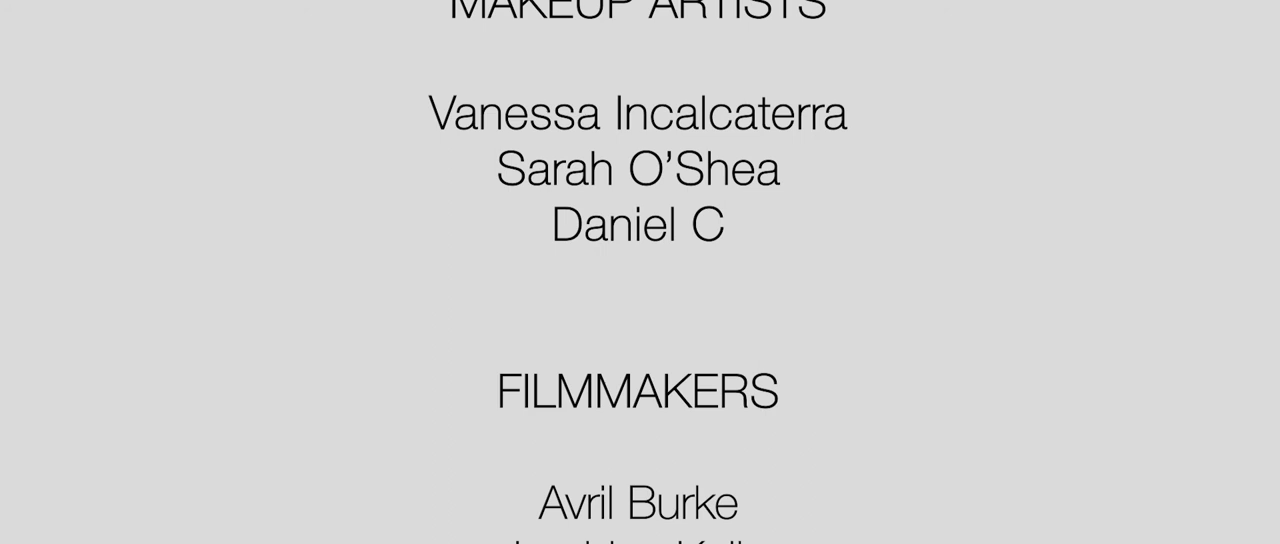 MAKEUP ARTISTS
Vanessa Incalcaterra
Sarah O’Shea
Daniel C
FILMMAKERS
Avril Burke